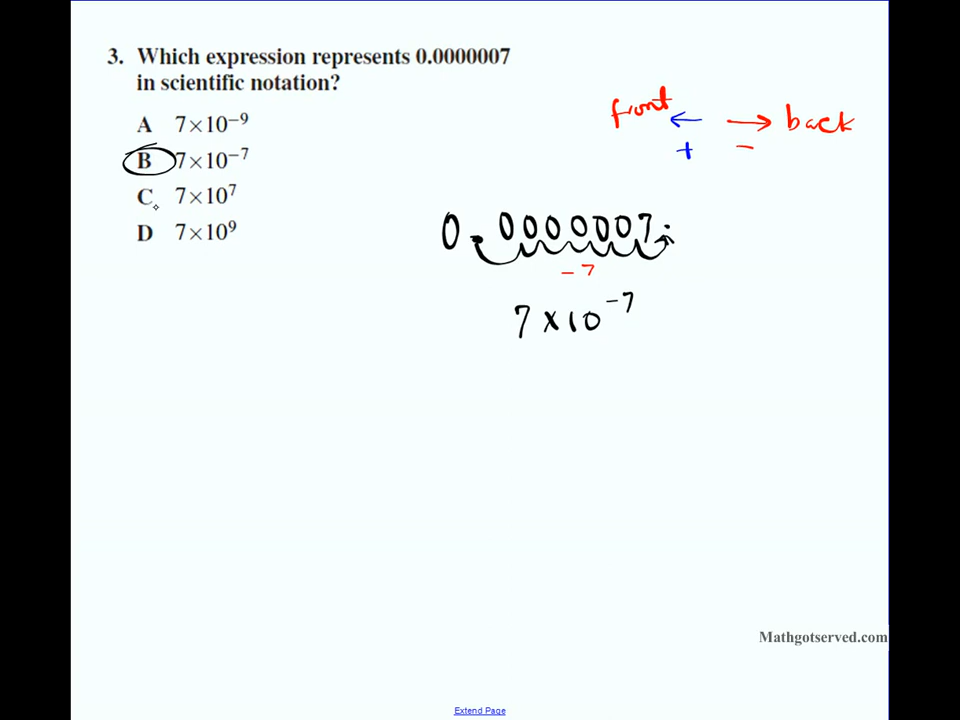 3. Which expression represents 0.0000007
in scientific notation?
A 7×10⁻⁹
B 7×10⁻⁷
C 7×10⁷
D 7×10⁹
front ← → back
+ −
0.0000007.
−7
7×10⁻⁷
Mathgotserved.com
Extend Page